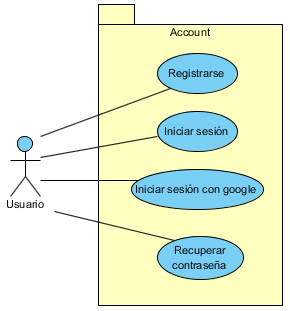 Account
Registrarse
Iniciar sesión
Iniciar sesión con google
Usuario
Recuperar
contraseña